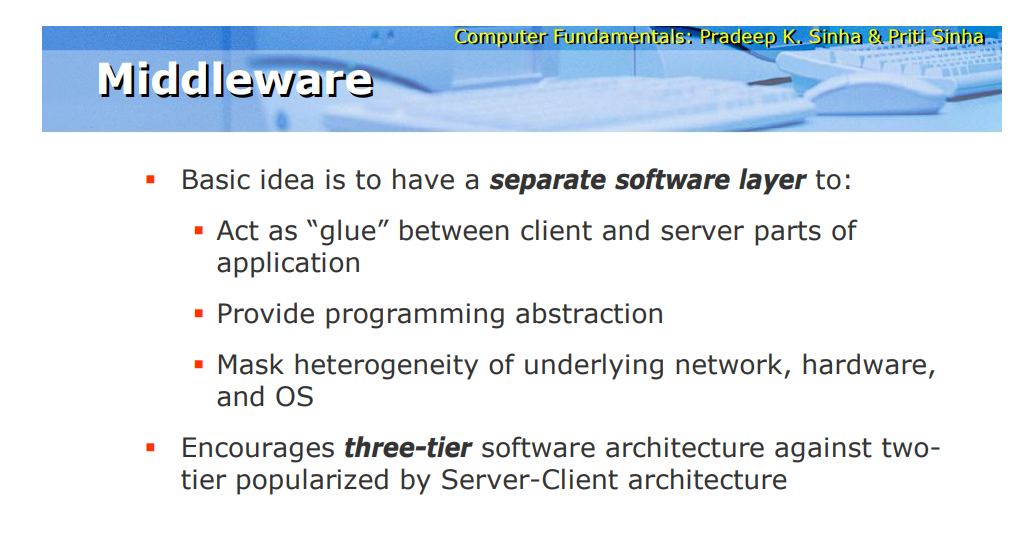 Computer Fundamentals: Pradeep K. Sinha & Priti Sinha
Middleware
▪ Basic idea is to have a separate software layer to:
▪ Act as “glue” between client and server parts of
application
▪ Provide programming abstraction
▪ Mask heterogeneity of underlying network, hardware,
and OS
▪ Encourages three-tier software architecture against two-
tier popularized by Server-Client architecture